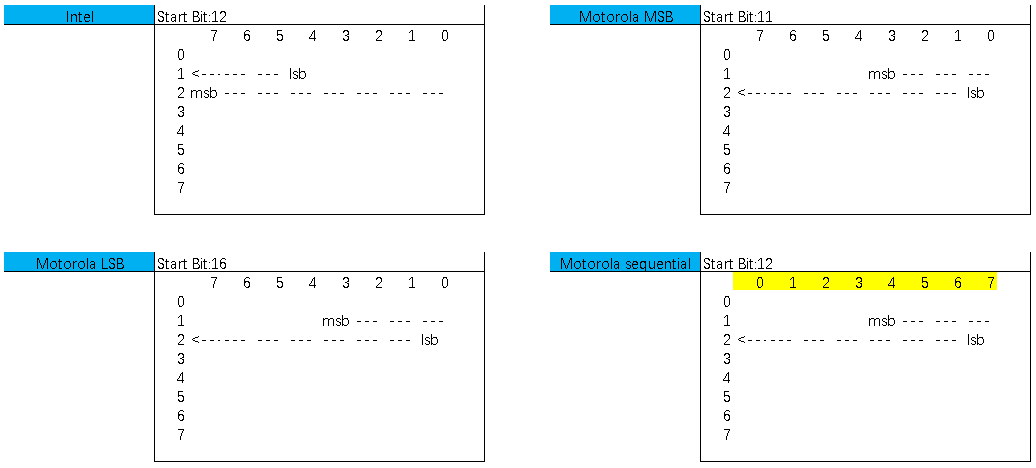 Intel Start Bit:12
7 6 5 4 3 2 1 0
0
1 <------ --- lsb
2 msb --- --- --- --- --- --- ---
3
4
5
6
7
Motorola MSB Start Bit:11
7 6 5 4 3 2 1 0
0
1 msb --- --- ---
2 <------ --- --- --- --- --- --- lsb
3
4
5
6
7
Motorola LSB Start Bit:16
7 6 5 4 3 2 1 0
0
1 msb --- --- ---
2 <------ --- --- --- --- --- --- lsb
3
4
5
6
7
Motorola sequential Start Bit:12
0 1 2 3 4 5 6 7
0
1 msb --- --- ---
2 <------ --- --- --- --- --- --- lsb
3
4
5
6
7